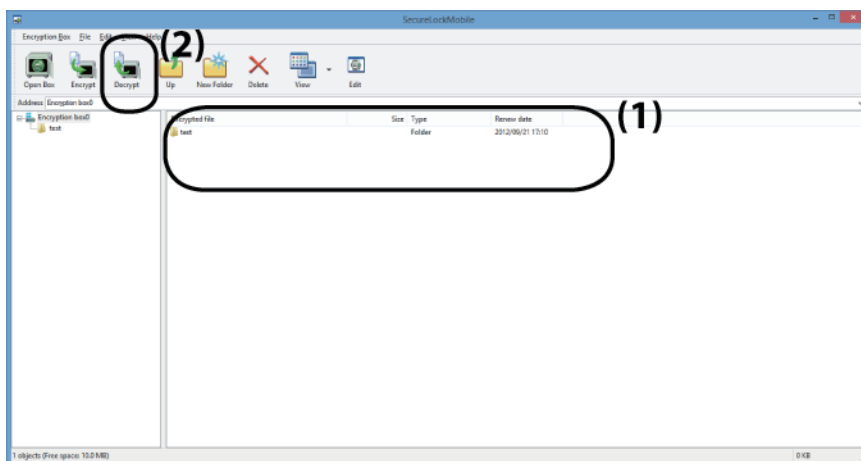 SecureLockMobile
Encryption Box File Edit Help
(2)
Open Box Encrypt Decrypt Up New Folder Delete View Edit
Address Encryption box0
Encryption box0
test
Encrypted file Size Type Renew date
test Folder 2012/09/21 17:10
(1)
1 objects (Free space: 10.0 MB) 0 KB